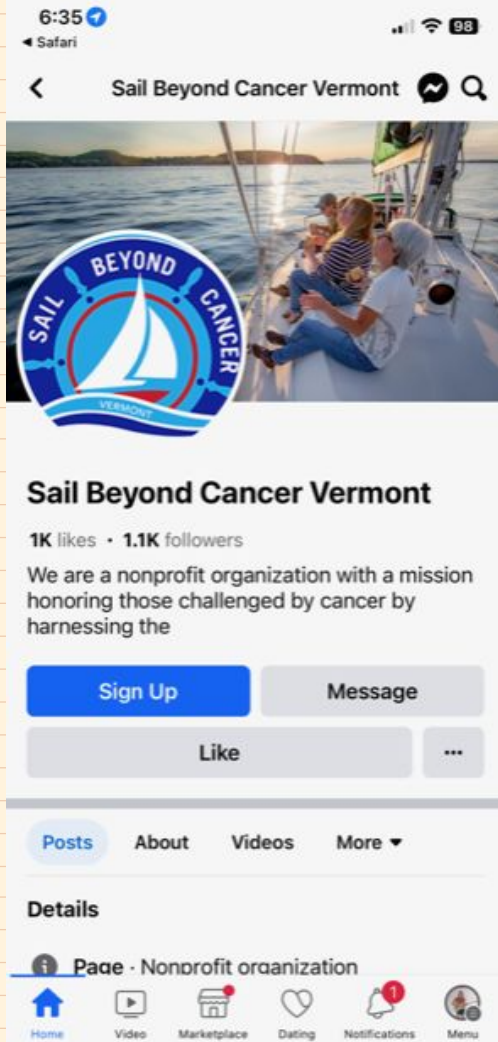 6:35
98
◄ Safari
Sail Beyond Cancer Vermont
SAIL BEYOND CANCER
VERMONT
Sail Beyond Cancer Vermont
1K likes • 1.1K followers
We are a nonprofit organization with a mission
honoring those challenged by cancer by
harnessing the
Sign Up
Message
Like
...
Posts About Videos More ▼
Details
Page · Nonprofit organization
1
Home Video Marketplace Dating Notifications Menu